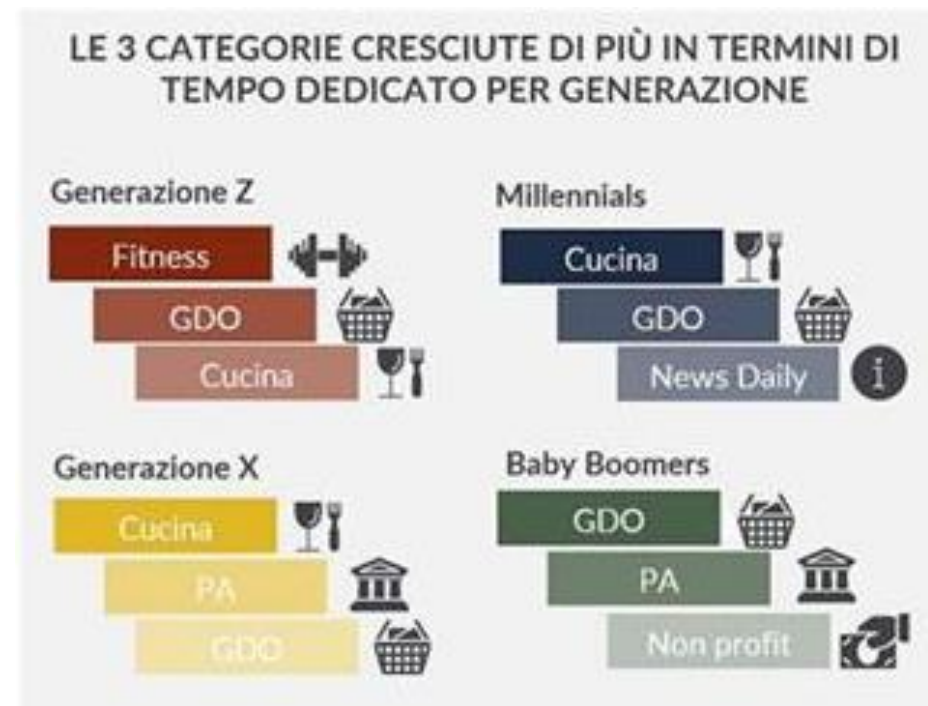 LE 3 CATEGORIE CRESCIUTE DI PIÙ IN TERMINI DI
TEMPO DEDICATO PER GENERAZIONE
Generazione Z
Fitness
GDO
Cucina
Millennials
Cucina
GDO
News Daily
i
Generazione X
Cucina
PA
GDO
Baby Boomers
GDO
PA
Non profit